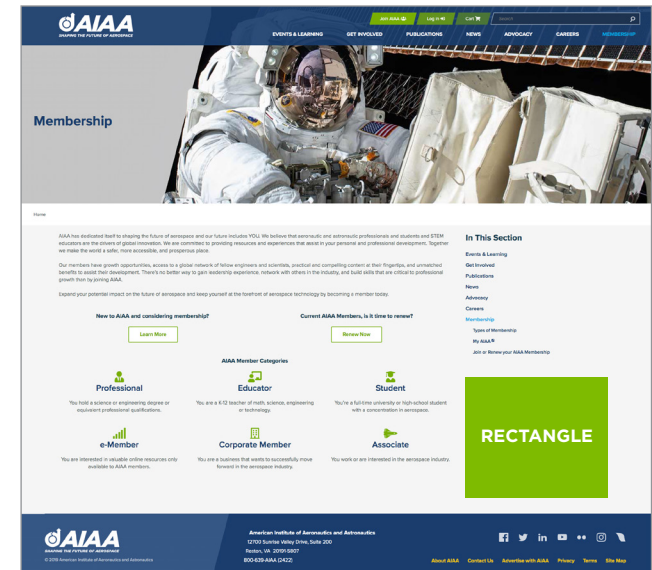 AIAA
SHAPING THE FUTURE OF AEROSPACE
Join AIAA
Log In
Cart
Search
EVENTS & LEARNING
GET INVOLVED
PUBLICATIONS
NEWS
ADVOCACY
CAREERS
MEMBERSHIP
Membership
Home
AIAA has dedicated itself to shaping the future of aerospace and our future includes YOU. We believe that aeronautic and astronautic professionals and students and STEM
educators are the drivers of global innovation. We are committed to providing resources and experiences that assist in your personal and professional development. Together
we make the world a safer, more accessible, and prosperous place.
Our members have growth opportunities, access to a global network of fellow engineers and scientists, practical and compelling content at their fingertips, and unmatched
benefits to assist their development. There's no better way to gain leadership experience, network with others in the industry, and build skills that are critical to professional
growth than by joining AIAA.
Expand your potential impact on the future of aerospace and keep yourself at the forefront of aerospace technology by becoming a member today.
New to AIAA and considering membership?
Learn More
Current AIAA Members, is it time to renew?
Renew Now
AIAA Member Categories
Professional
You hold a science or engineering degree or
equivalent professional qualifications.
Educator
You, are a K-12 teacher of math, science, engineering
or technology.
Student
You're a full-time university or high-school student
with a concentration in aerospace.
e-Member
You are interested in valuable online resources only
available to AIAA members.
Corporate Member
You are a business that wants to successfully move
forward in the aerospace industry.
Associate
You work or are interested in the aerospace industry.
In This Section
Events & Learning
Get Involved
Publications
News
Advocacy
Careers
Membership
Types of Membership
My AIAA
Join or Renew your AIAA Membership
RECTANGLE
AIAA
SHAPING THE FUTURE OF AEROSPACE
© 2019 American Institute of Aeronautics and Astronautics
American Institute of Aeronautics and Astronautics
12700 Sunrise Valley Drive, Suite 200
Reston, VA 20191-5807
800-639-AIAA (2422)
About AIAA
Contact Us
Advertise with AIAA
Privacy
Terms
Site Map